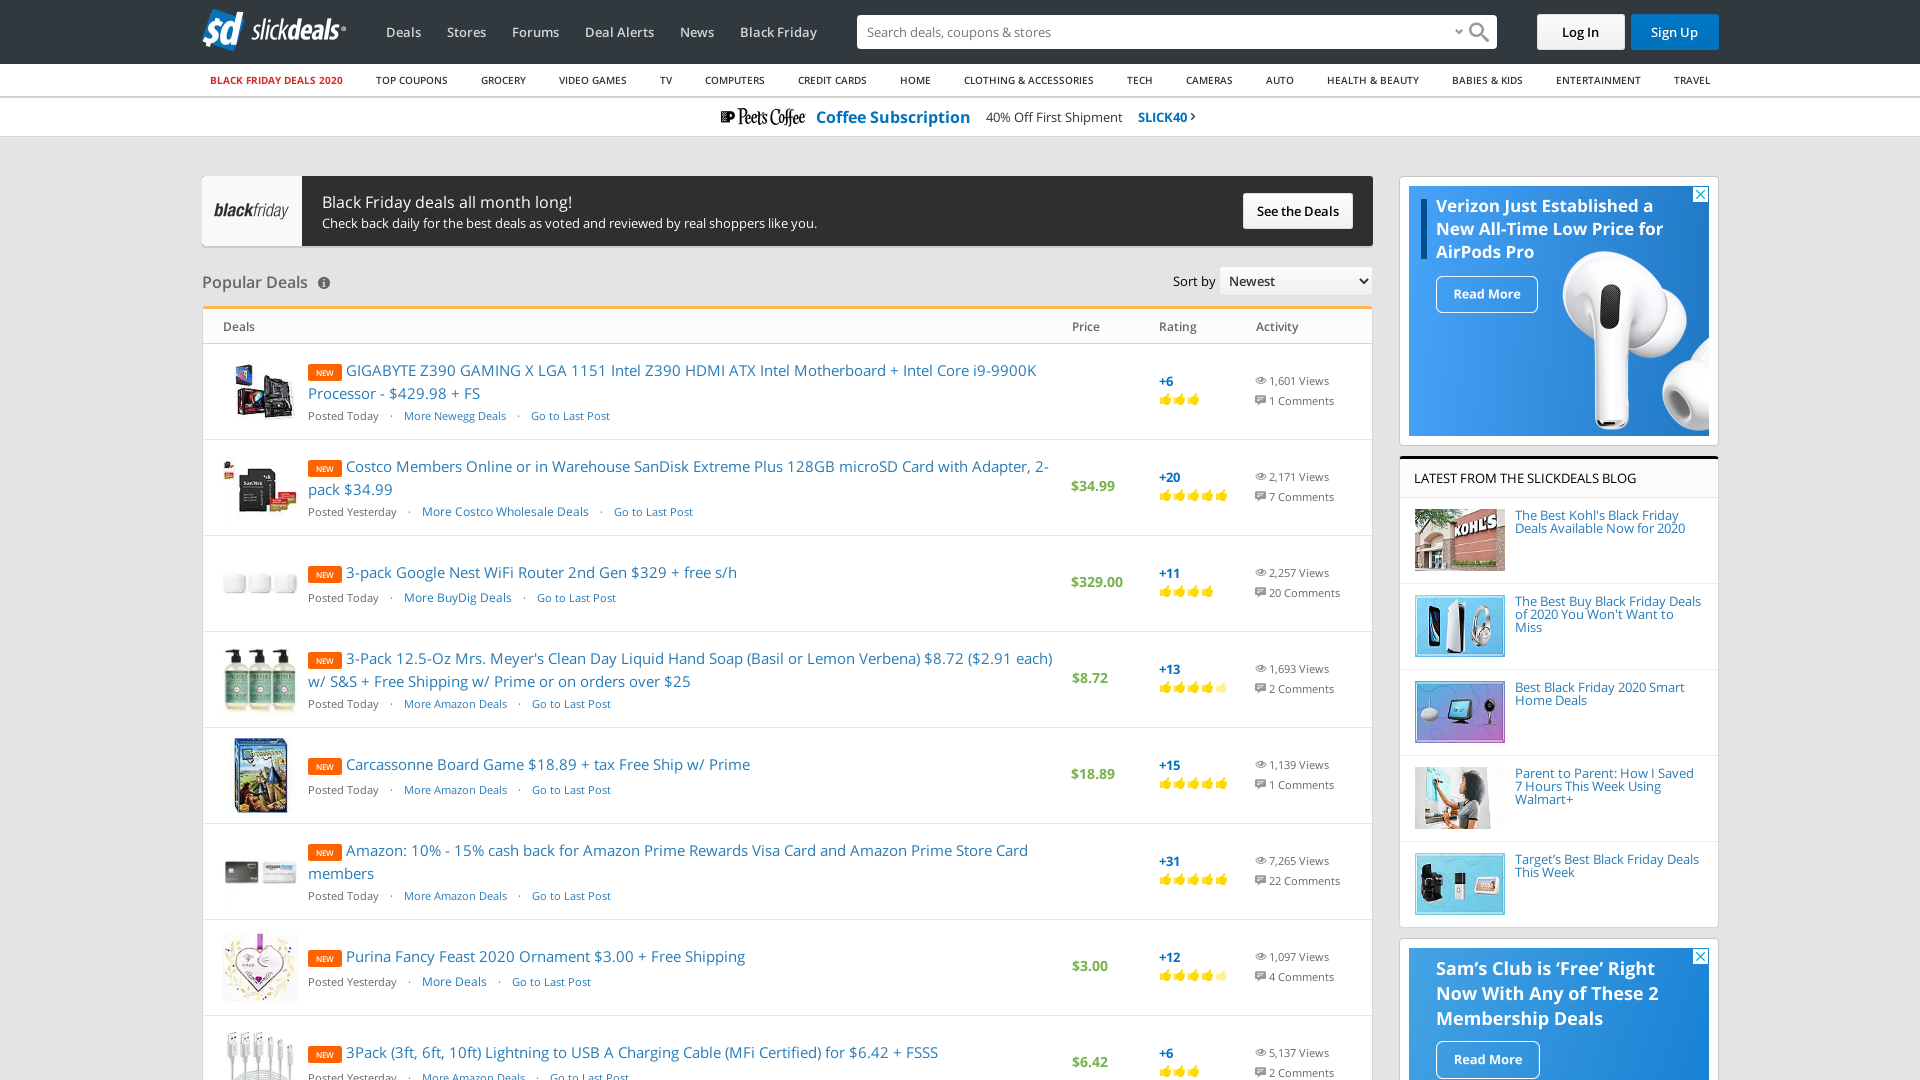 slickdeals
Deals Stores Forums Deal Alerts News Black Friday
Search deals, coupons & stores
Log In
Sign Up
BLACK FRIDAY DEALS 2020 TOP COUPONS GROCERY VIDEO GAMES TV COMPUTERS CREDIT CARDS HOME CLOTHING & ACCESSORIES TECH CAMERAS AUTO HEALTH & BEAUTY BABIES & KIDS ENTERTAINMENT TRAVEL
Peet's Coffee Coffee Subscription 40% Off First Shipment SLICK40
blackfriday
Black Friday deals all month long!
Check back daily for the best deals as voted and reviewed by real shoppers like you.
See the Deals
Popular Deals
Sort by Newest
Deals Price Rating Activity
NEW GIGABYTE Z390 GAMING X LGA 1151 Intel Z390 HDMI ATX Intel Motherboard + Intel Core i9-9900K
Processor - $429.98 + FS
Posted Today · More Newegg Deals · Go to Last Post
+6
1,601 Views
1 Comments
NEW Costco Members Online or in Warehouse SanDisk Extreme Plus 128GB microSD Card with Adapter, 2-
pack $34.99
Posted Yesterday · More Costco Wholesale Deals · Go to Last Post
$34.99
+20
2,171 Views
7 Comments
NEW 3-pack Google Nest WiFi Router 2nd Gen $329 + free s/h
Posted Today · More BuyDig Deals · Go to Last Post
$329.00
+11
2,257 Views
20 Comments
NEW 3-Pack 12.5-Oz Mrs. Meyer's Clean Day Liquid Hand Soap (Basil or Lemon Verbena) $8.72 ($2.91 each)
w/ S&S + Free Shipping w/ Prime or on orders over $25
Posted Today · More Amazon Deals · Go to Last Post
$8.72
+13
1,693 Views
2 Comments
NEW Carcassonne Board Game $18.89 + tax Free Ship w/ Prime
Posted Today · More Amazon Deals · Go to Last Post
$18.89
+15
1,139 Views
1 Comments
NEW Amazon: 10% - 15% cash back for Amazon Prime Rewards Visa Card and Amazon Prime Store Card
members
Posted Today · More Amazon Deals · Go to Last Post
+31
7,265 Views
22 Comments
NEW Purina Fancy Feast 2020 Ornament $3.00 + Free Shipping
Posted Yesterday · More Deals · Go to Last Post
$3.00
+12
1,097 Views
4 Comments
NEW 3Pack (3ft, 6ft, 10ft) Lightning to USB A Charging Cable (MFi Certified) for $6.42 + FSSS
Posted Yesterday · More Amazon Deals · Go to Last Post
$6.42
+6
5,137 Views
2 Comments
Verizon Just Established a
New All-Time Low Price for
AirPods Pro
Read More
LATEST FROM THE SLICKDEALS BLOG
KOHL'S
The Best Kohl's Black Friday
Deals Available Now for 2020
The Best Buy Black Friday Deals
of 2020 You Won't Want to
Miss
Best Black Friday 2020 Smart
Home Deals
Parent to Parent: How I Saved
7 Hours This Week Using
Walmart+
Target’s Best Black Friday Deals
This Week
Sam’s Club is ‘Free’ Right
Now With Any of These 2
Membership Deals
Read More